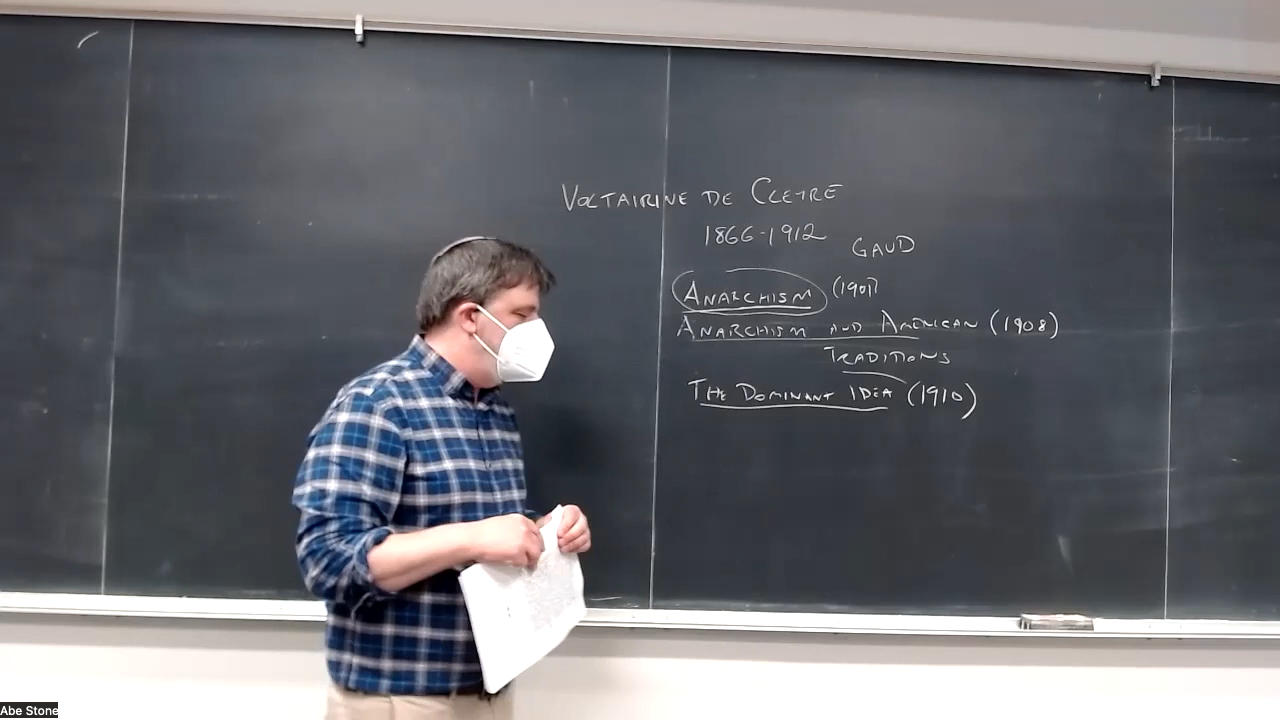 VOLTAIRINE DE CLEYRE
1866-1912
GAUD
ANARCHISM (1901)
ANARCHISM AND AMERICAN (1908)
TRADITIONS
THE DOMINANT IDEA (1910)
Abe Stone